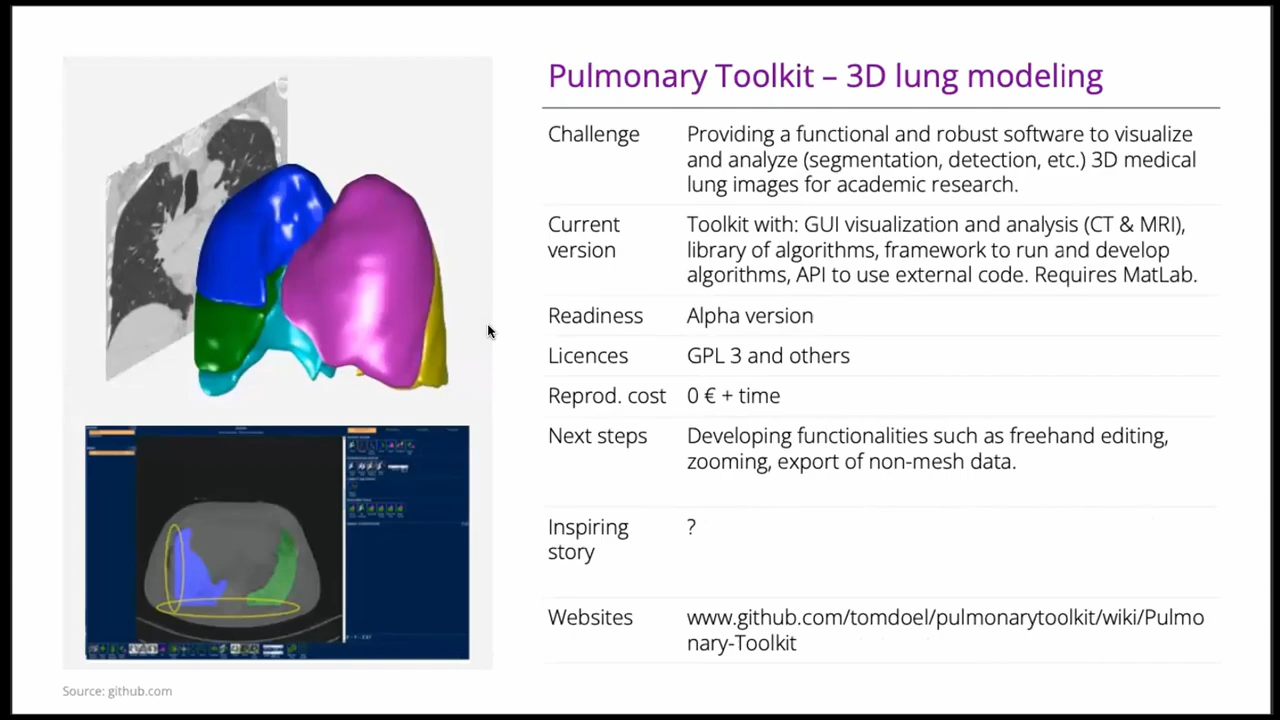 Pulmonary Toolkit – 3D lung modeling
Challenge
Providing a functional and robust software to visualize
and analyze (segmentation, detection, etc.) 3D medical
lung images for academic research.
Current
version
Toolkit with: GUI visualization and analysis (CT & MRI),
library of algorithms, framework to run and develop
algorithms, API to use external code. Requires MatLab.
Readiness
Alpha version
Licences
GPL 3 and others
Reprod. cost
0 € + time
Next steps
Developing functionalities such as freehand editing,
zooming, export of non-mesh data.
Inspiring
story
?
Websites
www.github.com/tomdoel/pulmonarytoolkit/wiki/Pulmo
nary-Toolkit
Source: github.com